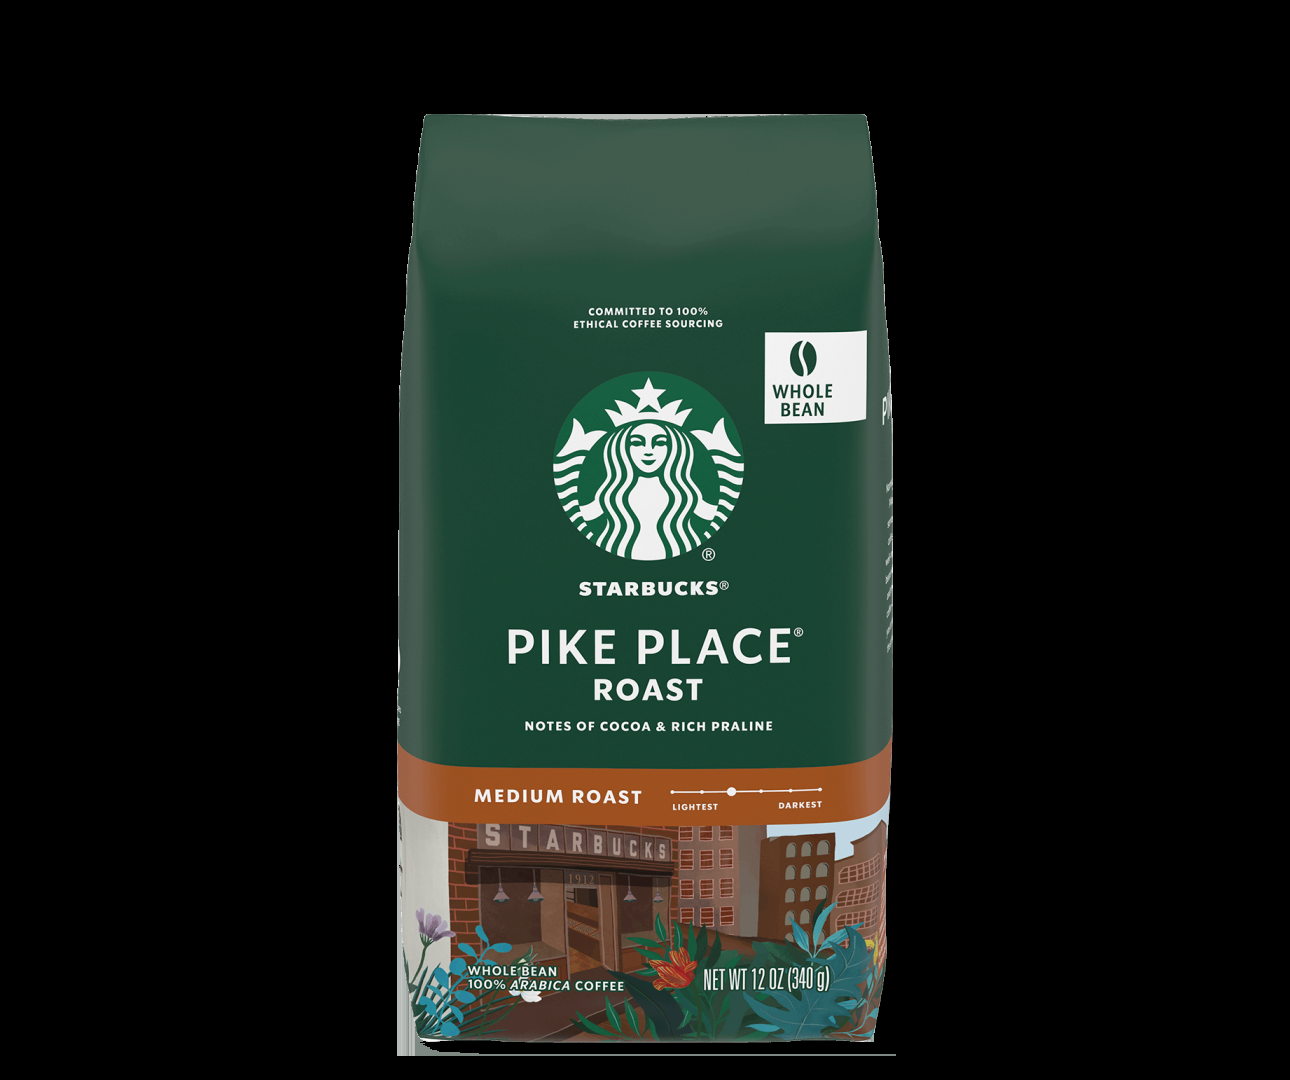 COMMITTED TO 100%
ETHICAL COFFEE SOURCING
WHOLE
BEAN
®
STARBUCKS®
PIKE PLACE®
ROAST
NOTES OF COCOA & RICH PRALINE
MEDIUM ROAST
LIGHTEST
DARKEST
STARBUCKS
1912
WHOLE BEAN
100% ARABICA COFFEE
NET WT 12 OZ (340 g)